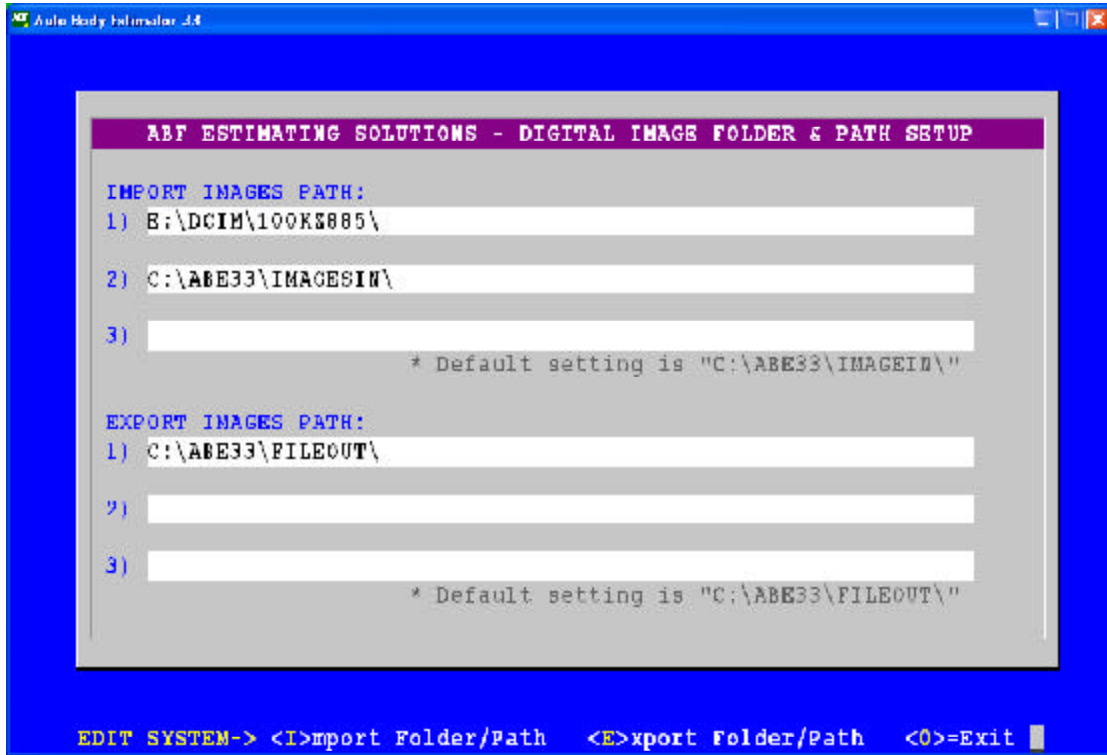 Auto Body Estimator 3.4
ABF ESTIMATING SOLUTIONS - DIGITAL IMAGE FOLDER & PATH SETUP
IMPORT IMAGES PATH:
1) E:\DCIM\100KZ885\
2) C:\ABE33\IMAGESIN\
3)
* Default setting is "C:\ABE33\IMAGEIN\"
EXPORT IMAGES PATH:
1) C:\ABE33\FILEOUT\
2)
3)
* Default setting is "C:\ABE33\FILEOUT\"
EDIT SYSTEM-> <I>mport Folder/Path <E>xport Folder/Path <0>=Exit